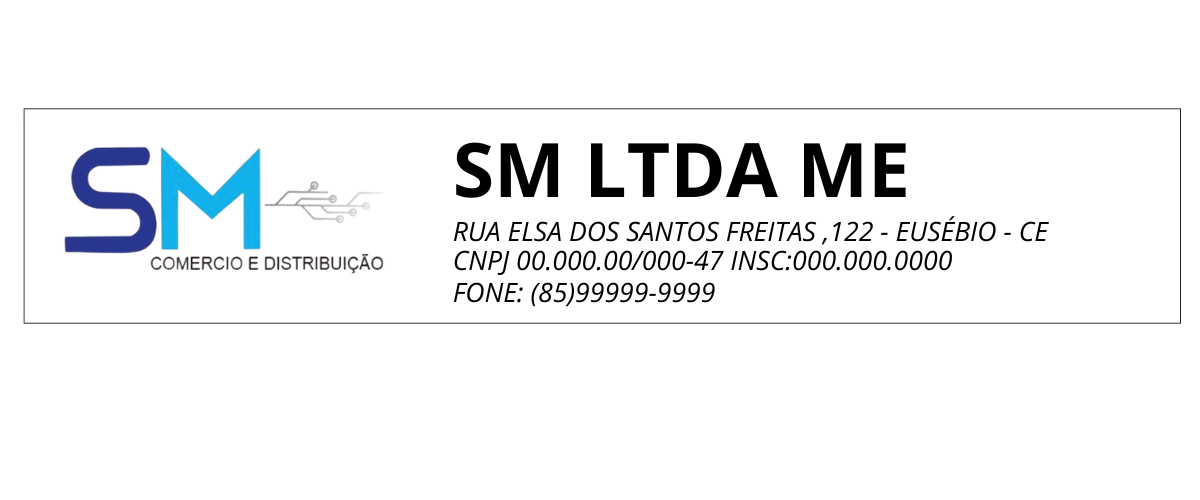 SM
COMERCIO E DISTRIBUIÇÃO
SM LTDA ME
RUA ELSA DOS SANTOS FREITAS ,122 - EUSÉBIO - CE
CNPJ 00.000.00/000-47 INSC:000.000.0000
FONE: (85)99999-9999